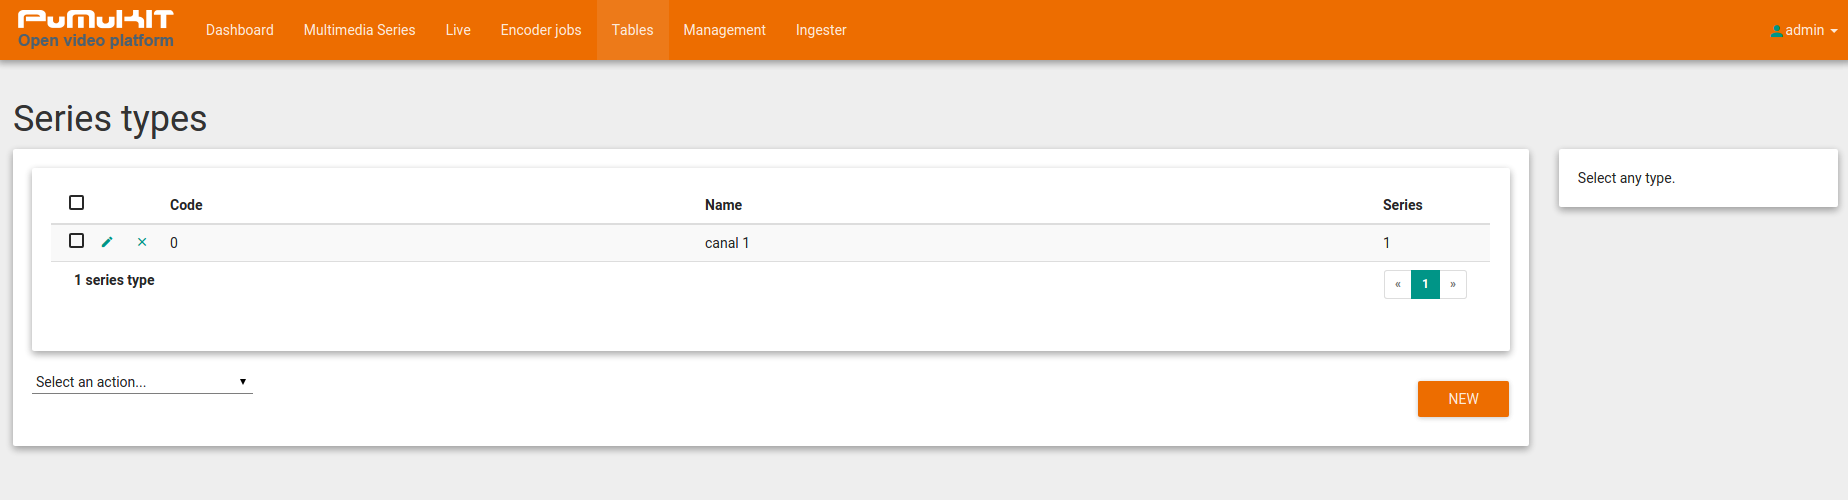 PuMuKIT
Open video platform
Dashboard Multimedia Series Live Encoder jobs Tables Management Ingester admin
Series types
Code Name Series
0 canal 1 1
1 series type « 1 »
Select any type.
Select an action...
NEW